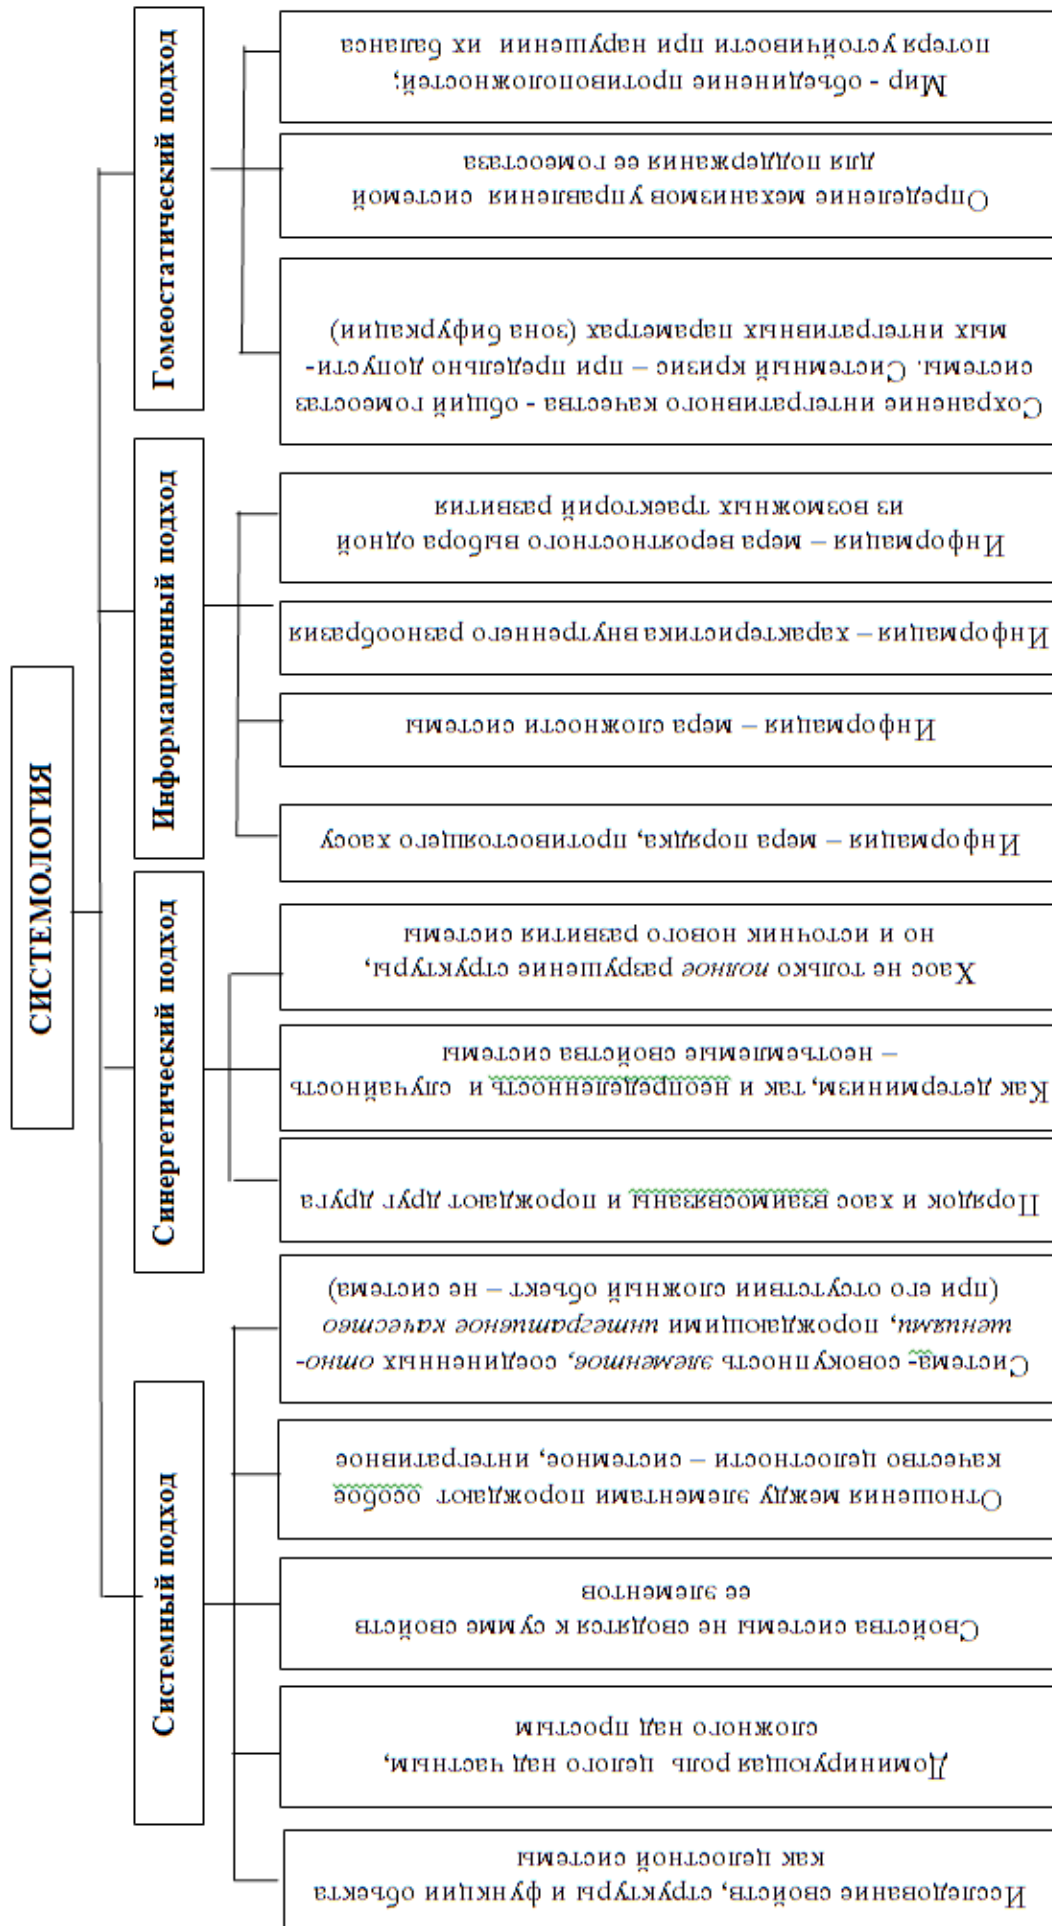 СИСТЕМОЛОГИЯ
Системный подход
Исследование свойств, структуры и функции объекта
как целостной системы
Доминирующая роль целого над частным,
сложного над простым
Свойства системы не сводятся к сумме свойств
ее элементов
Отношения между элементами порождают особое
качество целостности – системное, интегративное
Система- совокупность элементов, соединенных отно-
шениями, порождающими интегративное качество
(при его отсутствии сложный объект – не система)
Синергетический подход
Порядок и хаос взаимосвязаны и порождают друг друга
Как детерминизм, так и неопределенность и случайность
– неотъемлемые свойства системы
Хаос не только полное разрушение структуры,
но и источник нового развития системы
Информационный подход
Информация – мера порядка, противостоящего хаосу
Информация – мера сложности системы
Информация – характеристика внутреннего разнообразия
Информация – мера вероятностного выбора одной
из возможных траекторий развития
Гомеостатический подход
Сохранение интегративного качества - общий гомеостаз
системы. Системный кризис – при предельно допусти-
мых интегративных параметрах (зона бифуркации)
Определение механизмов управления системой
для поддержания ее гомеостаза
Мир - объединение противоположностей;
потеря устойчивости при нарушении их баланса